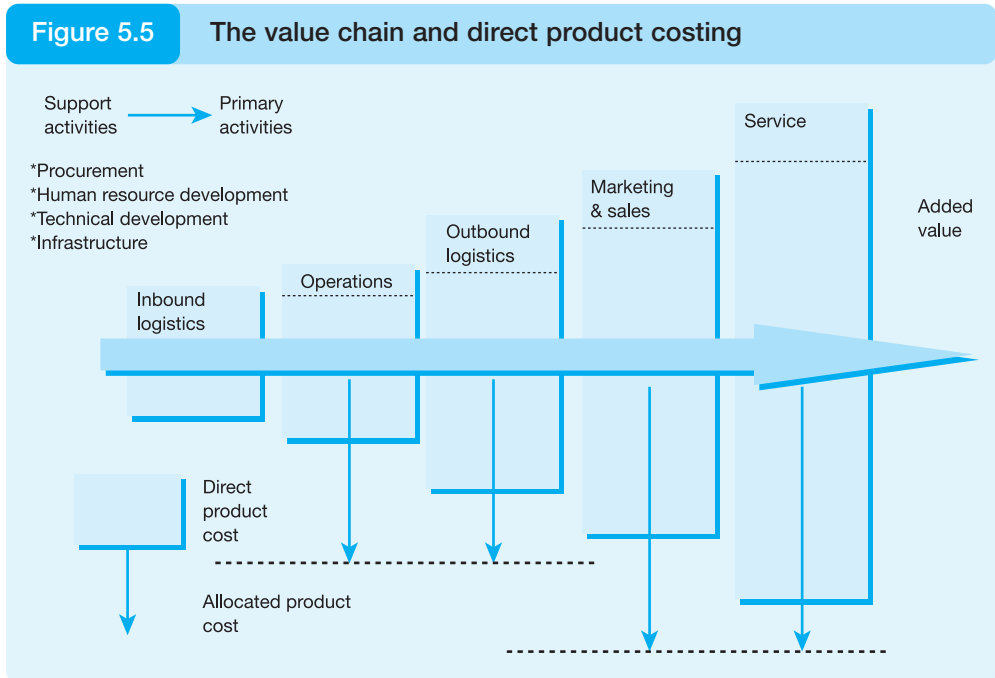 Figure 5.5
The value chain and direct product costing
Support
activities
Primary
activities
*Procurement
*Human resource development
*Technical development
*Infrastructure
Inbound
logistics
Operations
Outbound
logistics
Marketing
& sales
Service
Added
value
Direct
product
cost
Allocated product
cost